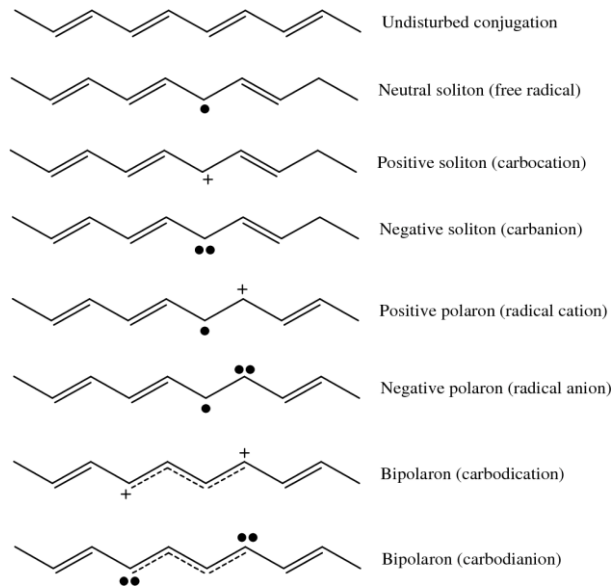 Undisturbed conjugation
Neutral soliton (free radical)
Positive soliton (carbocation)
+
Negative soliton (carbanion)
+
Positive polaron (radical cation)
Negative polaron (radical anion)
+
Bipolaron (carbodication)
+
Bipolaron (carbodianion)